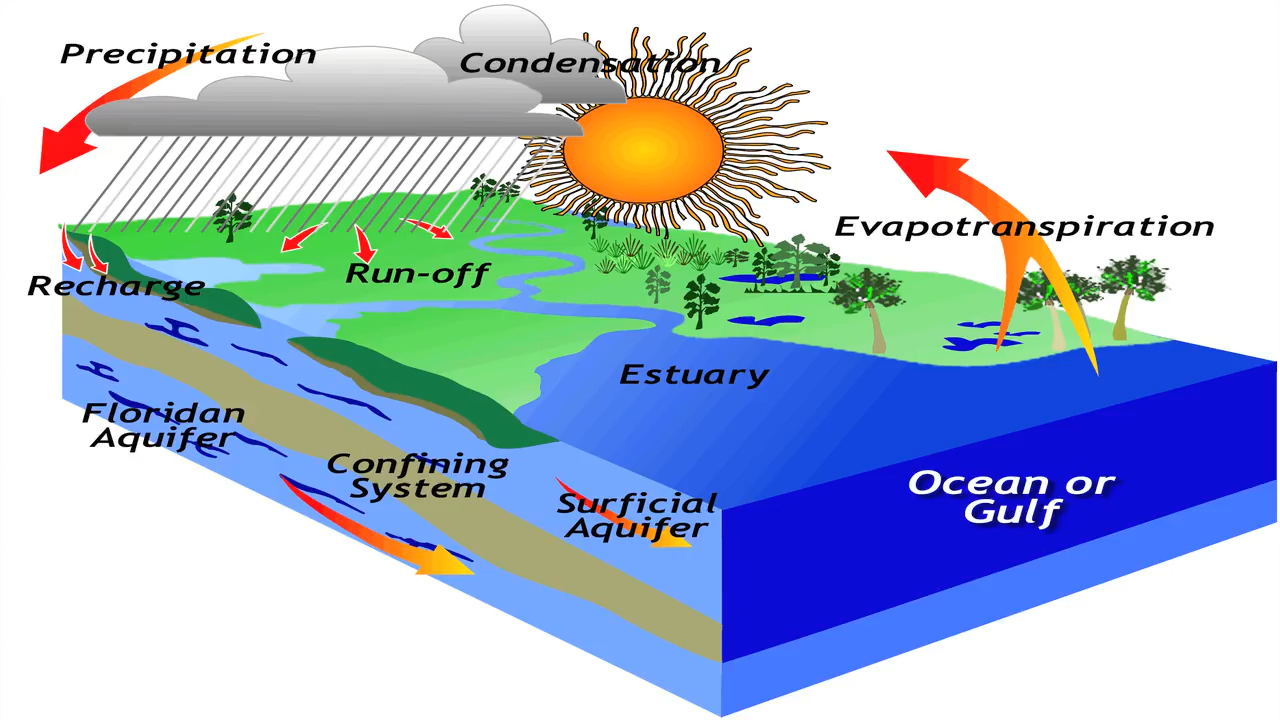 Precipitation
Condensation
Evapotranspiration
Run-off
Recharge
Estuary
Floridan
Aquifer
Confining
System
Surficial
Aquifer
Ocean or
Gulf